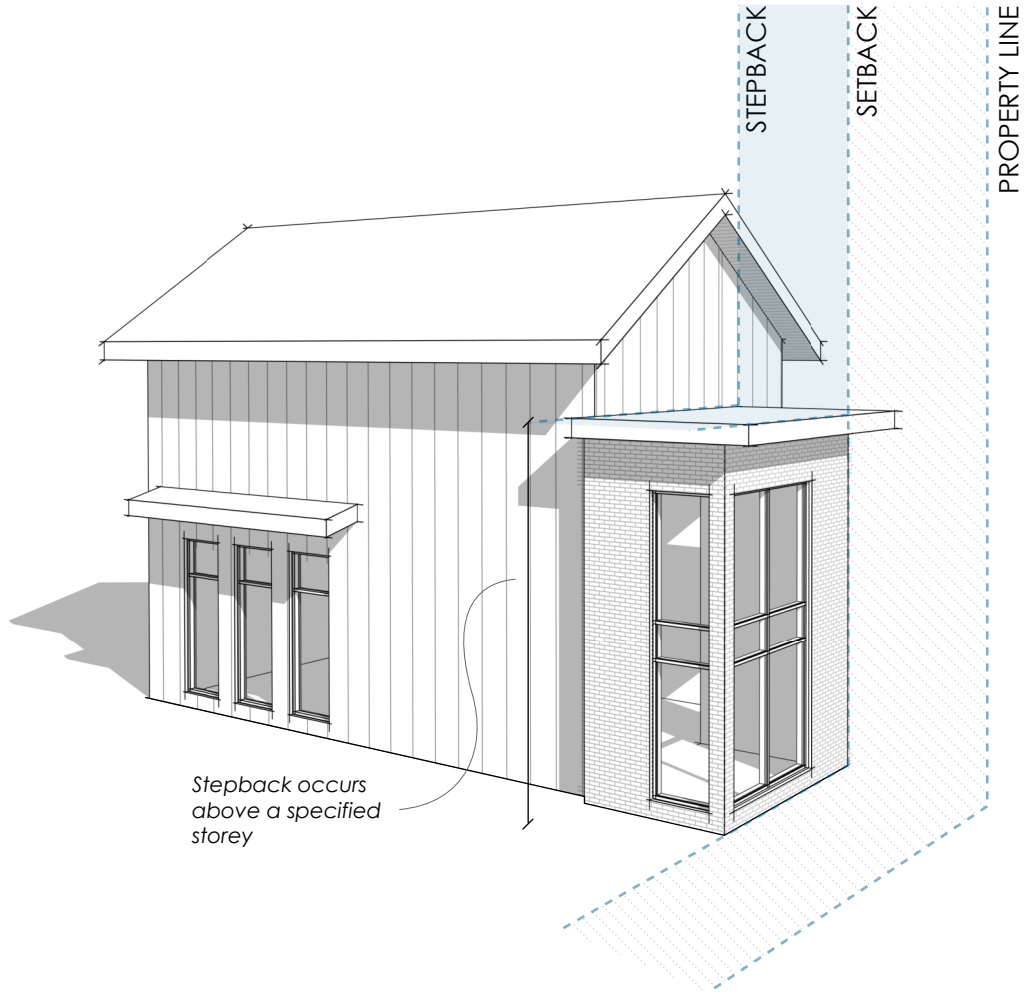 STEPBACK
SETBACK
PROPERTY LINE
Stepback occurs
above a specified
storey